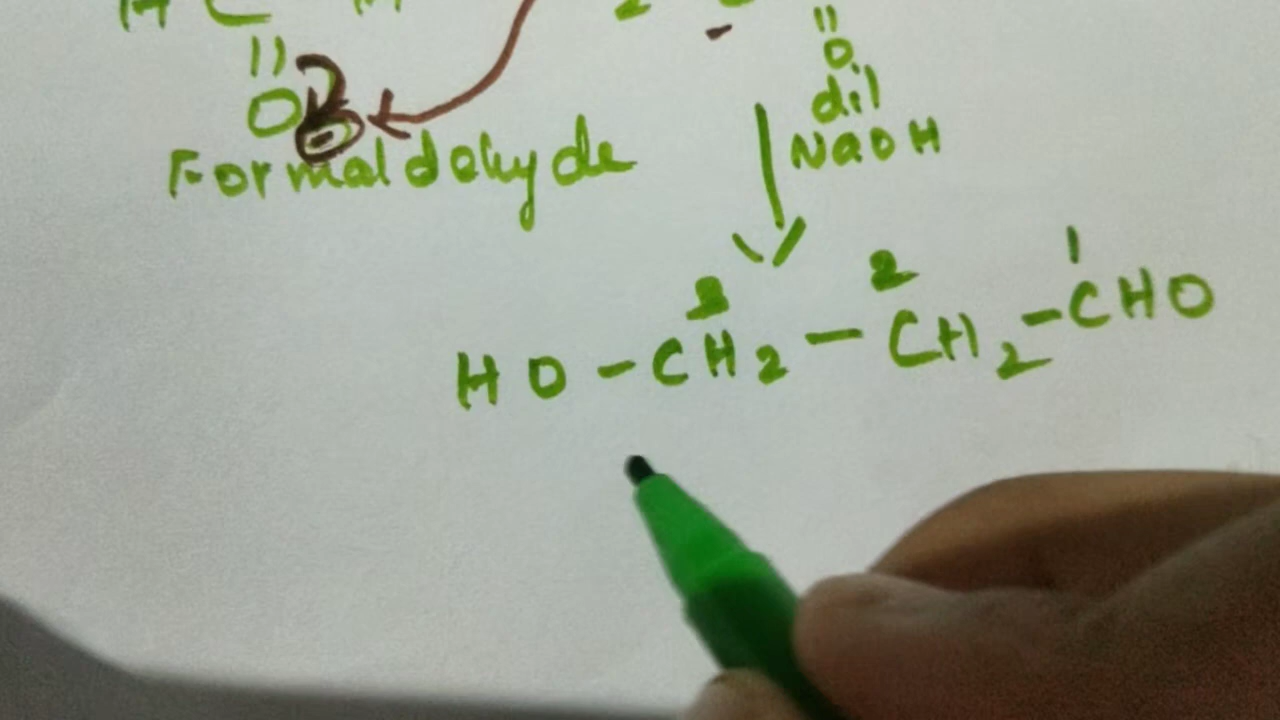 H C H
O
O
Formaldehyde
dil
NaOH
3 2 1
HO-CH2-CH2-CHO